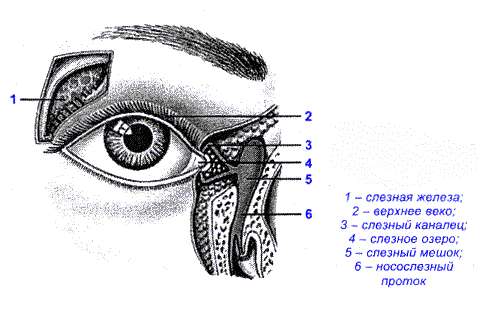 1
2
3
4
5
6
1 – слезная железа;
2 – верхнее веко;
3 – слезный каналец;
4 – слезное озеро;
5 – слезный мешок;
6 – носослезный
проток